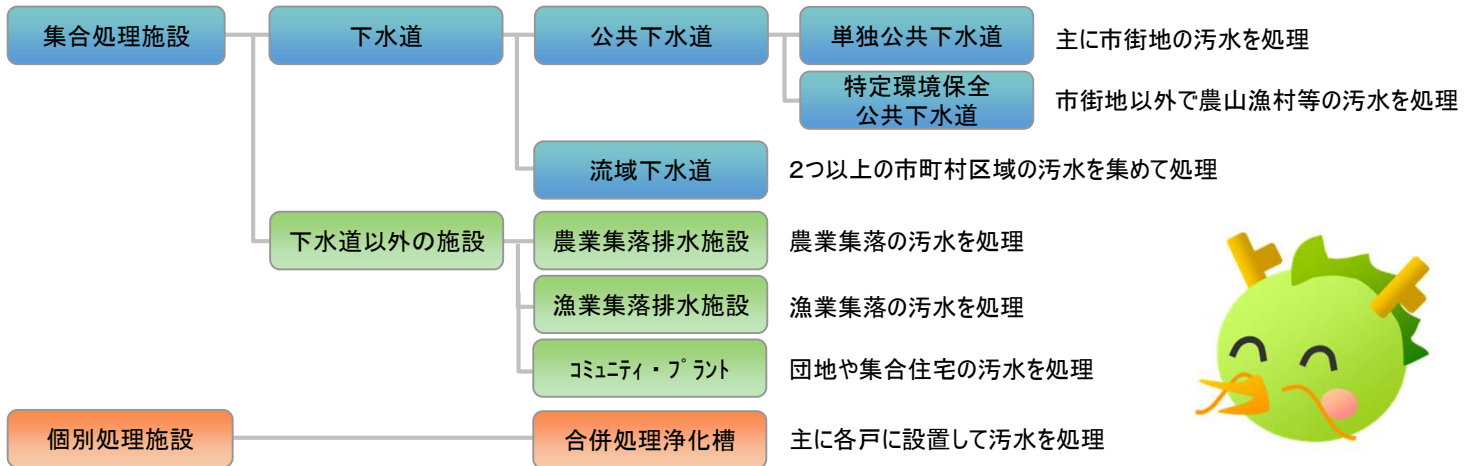 集合処理施設
下水道
公共下水道
単独公共下水道
主に市街地の汚水を処理
特定環境保全
公共下水道
市街地以外で農山漁村等の汚水を処理
流域下水道
2つ以上の市町村区域の汚水を集めて処理
下水道以外の施設
農業集落排水施設
農業集落の汚水を処理
漁業集落排水施設
漁業集落の汚水を処理
ｺﾐｭﾆﾃｨ・ﾌﾟﾗﾝﾄ
団地や集合住宅の汚水を処理
個別処理施設
合併処理浄化槽
主に各戸に設置して汚水を処理